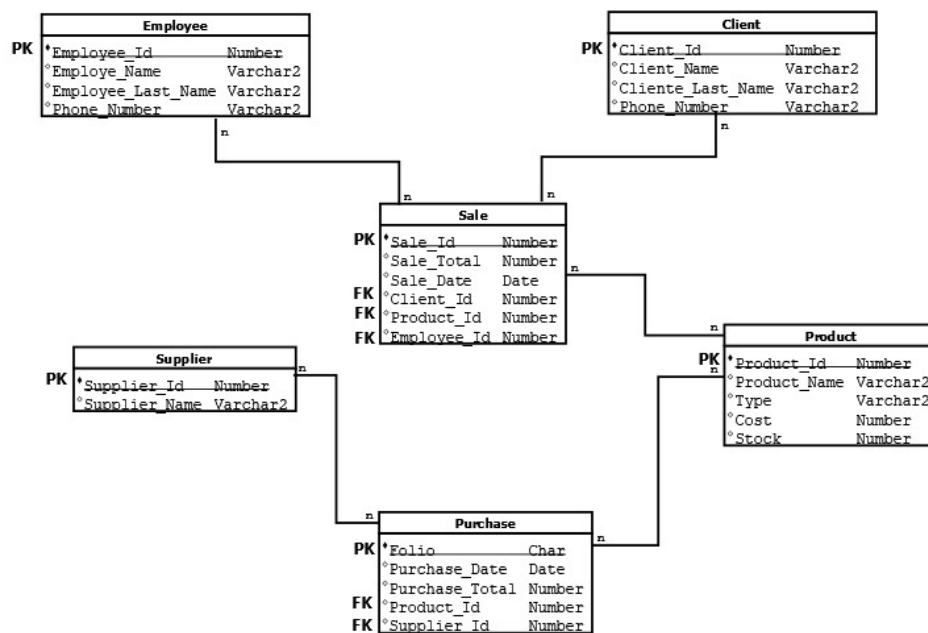 Employee
PK Employee_Id Number
Employe_Name Varchar2
Employee_Last_Name Varchar2
Phone_Number Varchar2
n
Client
PK Client_Id Number
Client_Name Varchar2
Cliente_Last_Name Varchar2
Phone_Number Varchar2
n
n
n
Sale
PK Sale_Id Number
Sale_Total Number
Sale_Date Date
FK Client_Id Number
FK Product_Id Number
FK Employee_Id Number
n
n
Product
PK Product_Id Number
n
Product_Name Varchar2
Type Varchar2
Cost Number
Stock Number
Supplier
PK Supplier_Id Number
Supplier_Name Varchar2
n
n
Purchase
PK Folio Char
Purchase_Date Date
Purchase_Total Number
FK Product_Id Number
FK Supplier_Id Number
n